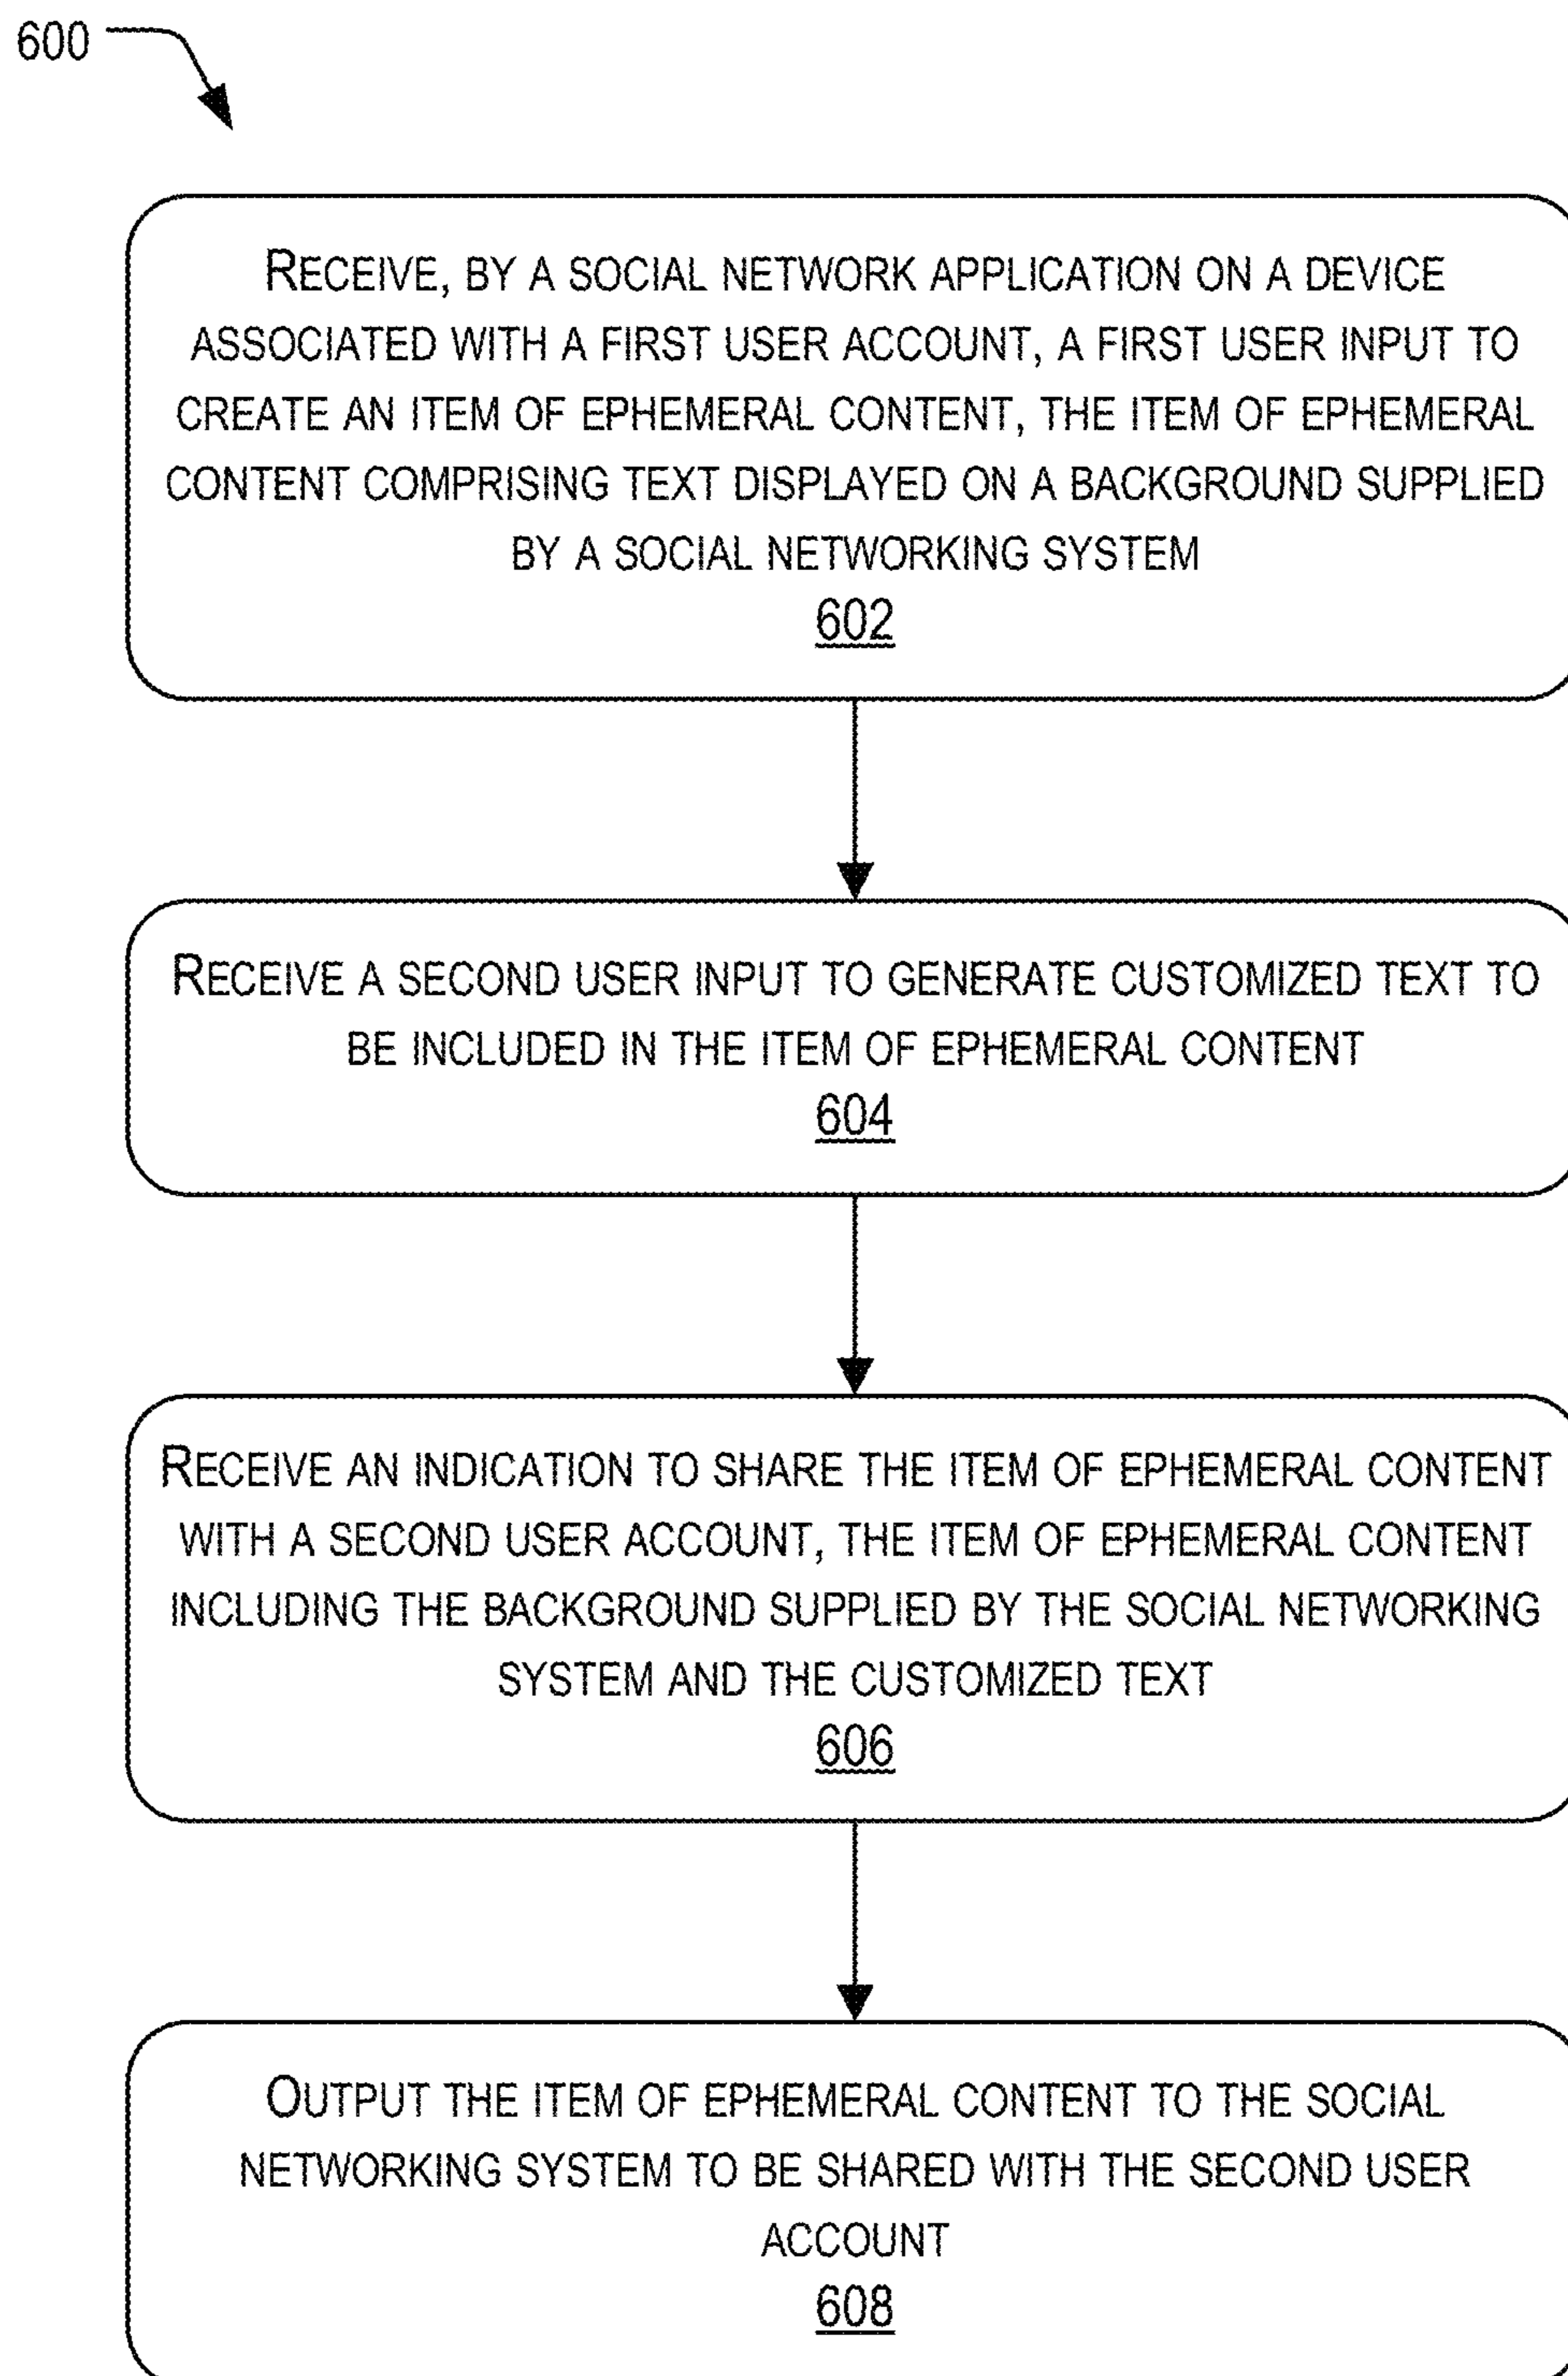 600
RECEIVE, BY A SOCIAL NETWORK APPLICATION ON A DEVICE
ASSOCIATED WITH A FIRST USER ACCOUNT, A FIRST USER INPUT TO
CREATE AN ITEM OF EPHEMERAL CONTENT, THE ITEM OF EPHEMERAL
CONTENT COMPRISING TEXT DISPLAYED ON A BACKGROUND SUPPLIED
BY A SOCIAL NETWORKING SYSTEM
602
RECEIVE A SECOND USER INPUT TO GENERATE CUSTOMIZED TEXT TO
BE INCLUDED IN THE ITEM OF EPHEMERAL CONTENT
604
RECEIVE AN INDICATION TO SHARE THE ITEM OF EPHEMERAL CONTENT
WITH A SECOND USER ACCOUNT, THE ITEM OF EPHEMERAL CONTENT
INCLUDING THE BACKGROUND SUPPLIED BY THE SOCIAL NETWORKING
SYSTEM AND THE CUSTOMIZED TEXT
606
OUTPUT THE ITEM OF EPHEMERAL CONTENT TO THE SOCIAL
NETWORKING SYSTEM TO BE SHARED WITH THE SECOND USER
ACCOUNT
608